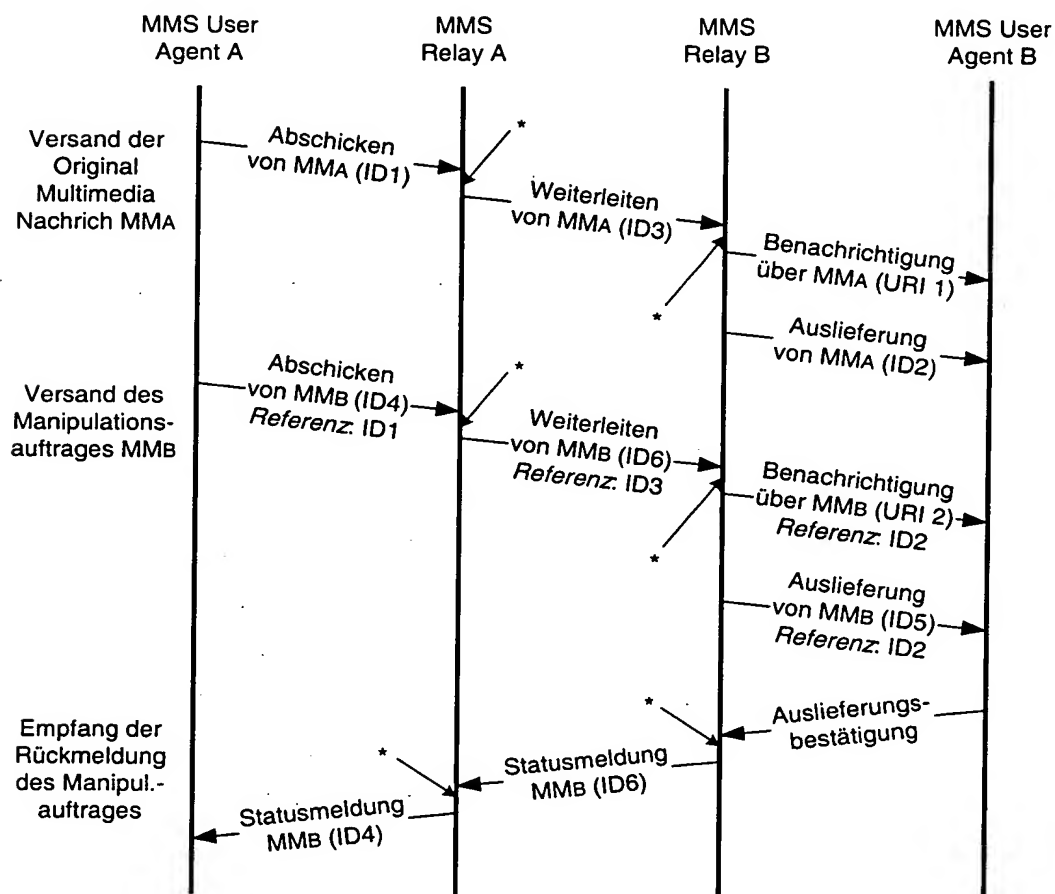 MMS User
Agent A
MMS
Relay A
MMS
Relay B
MMS User
Agent B
Versand der
Original
Multimedia
Nachrich MMA
Abschicken
von MMA (ID1)
*
Weiterleiten
von MMA (ID3)
*
Benachrichtigung
über MMA (URI 1)
Auslieferung
von MMA (ID2)
Versand des
Manipulations-
auftrages MMB
Abschicken
von MMB (ID4)
Referenz: ID1
*
Weiterleiten
von MMB (ID6)
Referenz: ID3
*
Benachrichtigung
über MMB (URI 2)
Referenz: ID2
Auslieferung
von MMB (ID5)
Referenz: ID2
Empfang der
Rückmeldung
des Manipul.-
auftrages
Auslieferungs-
bestätigung
*
Statusmeldung
MMB (ID6)
*
Statusmeldung
MMB (ID4)